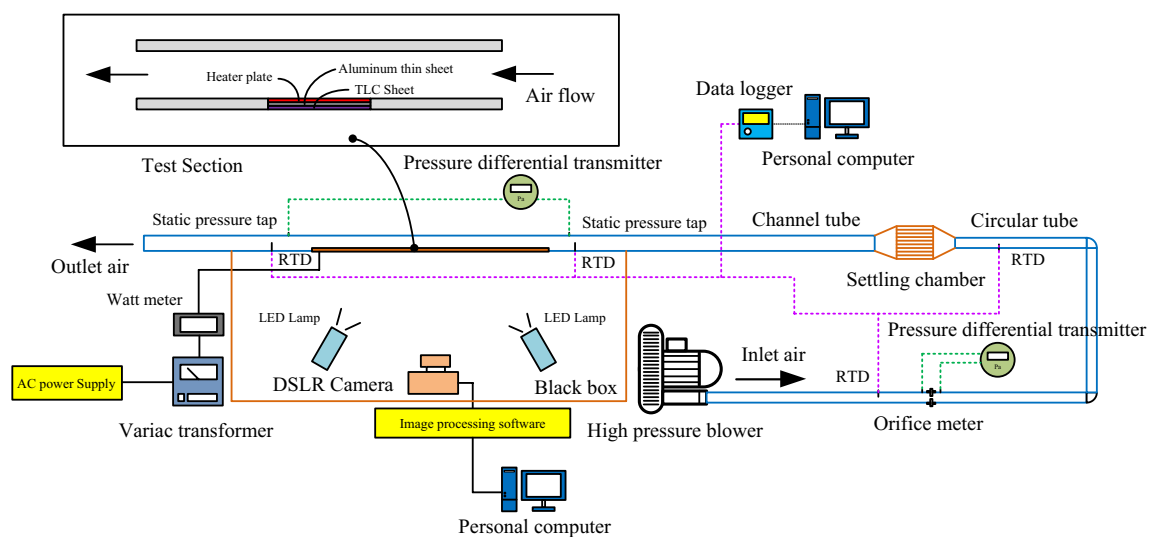 Aluminum thin sheet
Heater plate
TLC Sheet
Air flow
Test Section
Data logger
Personal computer
Pressure differential transmitter
Pa
Static pressure tap
Static pressure tap
Channel tube
Circular tube
Outlet air
RTD
RTD
Settling chamber
RTD
Watt meter
LED Lamp
LED Lamp
Pressure differential transmitter
Pa
Inlet air
RTD
AC power Supply
DSLR Camera
Black box
Variac transformer
Image processing software
High pressure blower
Orifice meter
Personal computer